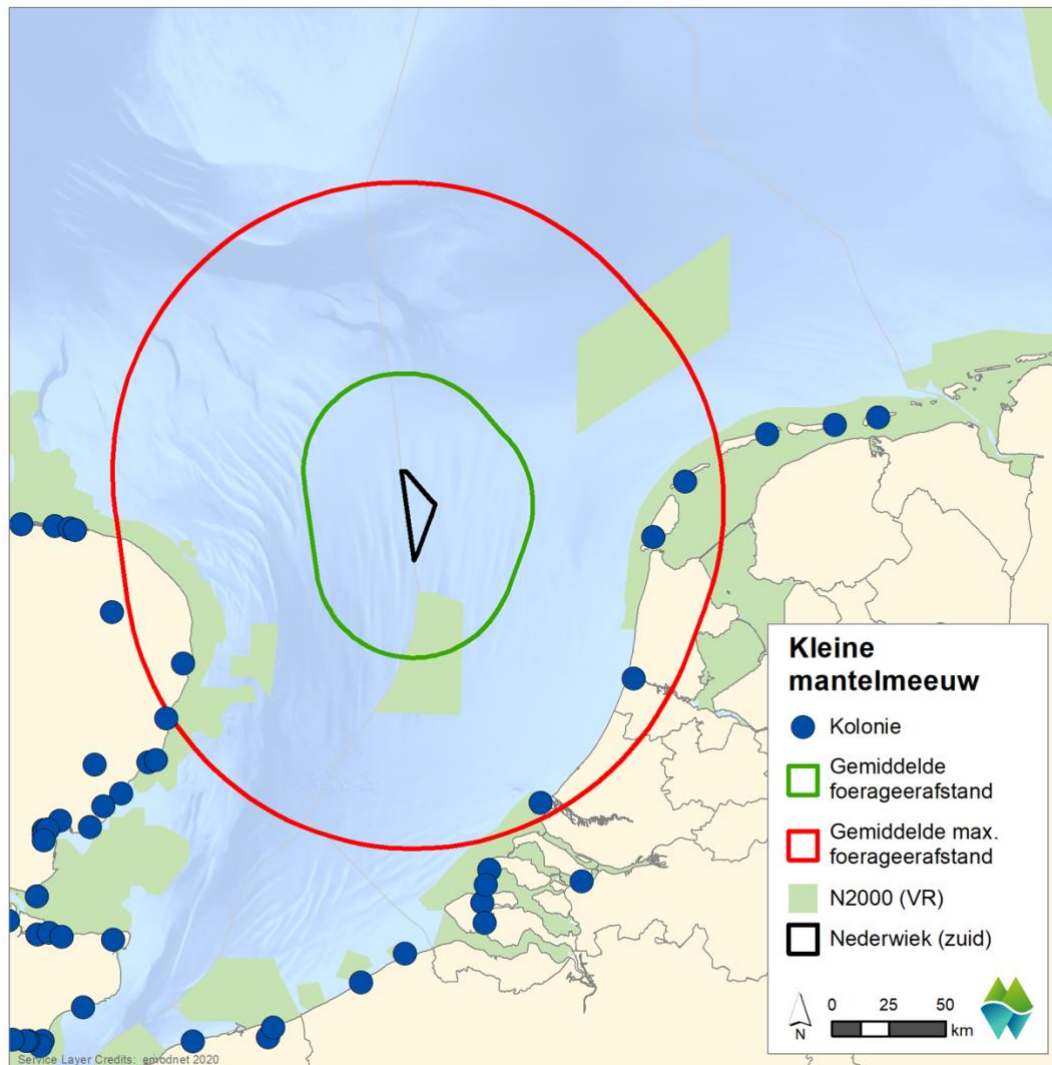 Kleine
mantelmeeuw
Kolonie
Gemiddelde
foerageerafstand
Gemiddelde max.
foerageerafstand
N2000 (VR)
Nederwiek (zuid)
N
0 25 50
km
Service Layer Credits: emodnet 2020